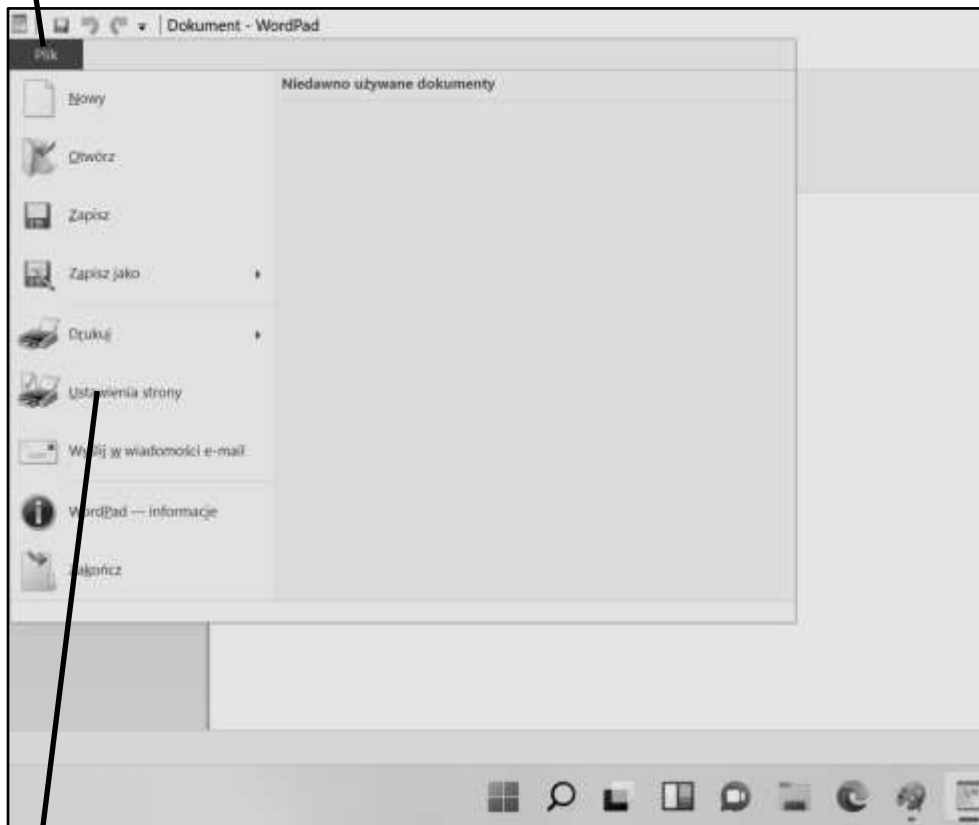 Dokument - WordPad
Plik
Niedawno używane dokumenty
Nowy
Otwórz
Zapisz
Zapisz jako
Drukuj
Ustawienia strony
Wyślij w wiadomości e-mail
WordPad — informacje
Zakończ